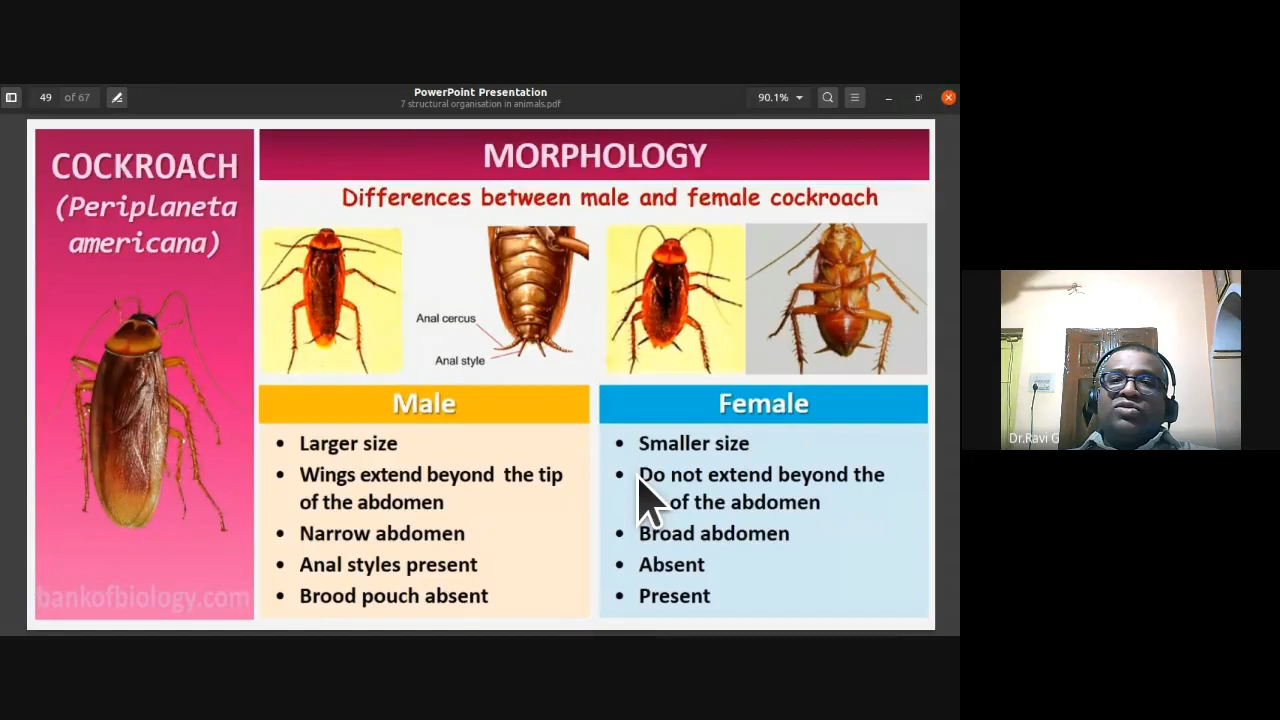 49 of 67
PowerPoint Presentation
7 structural organisation in animals.pdf
90.1%
COCKROACH
(Periplaneta
americana)
bankofbiology.com
MORPHOLOGY
Differences between male and female cockroach
Anal cercus
Anal style
Male
• Larger size
• Wings extend beyond the tip
of the abdomen
• Narrow abdomen
• Anal styles present
• Brood pouch absent
Female
• Smaller size
• Do not extend beyond the
of the abdomen
• Broad abdomen
• Absent
• Present
Dr.Ravi G